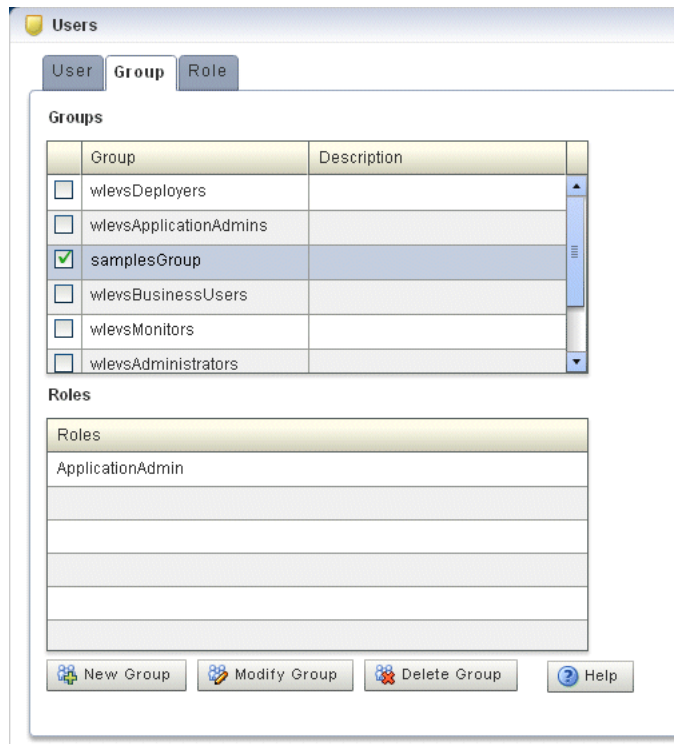 Users
User Group Role
Groups
Group Description
wlevsDeployers
wlevsApplicationAdmins
samplesGroup
wlevsBusinessUsers
wlevsMonitors
wlevsAdministrators
Roles
Roles
ApplicationAdmin
New Group Modify Group Delete Group Help